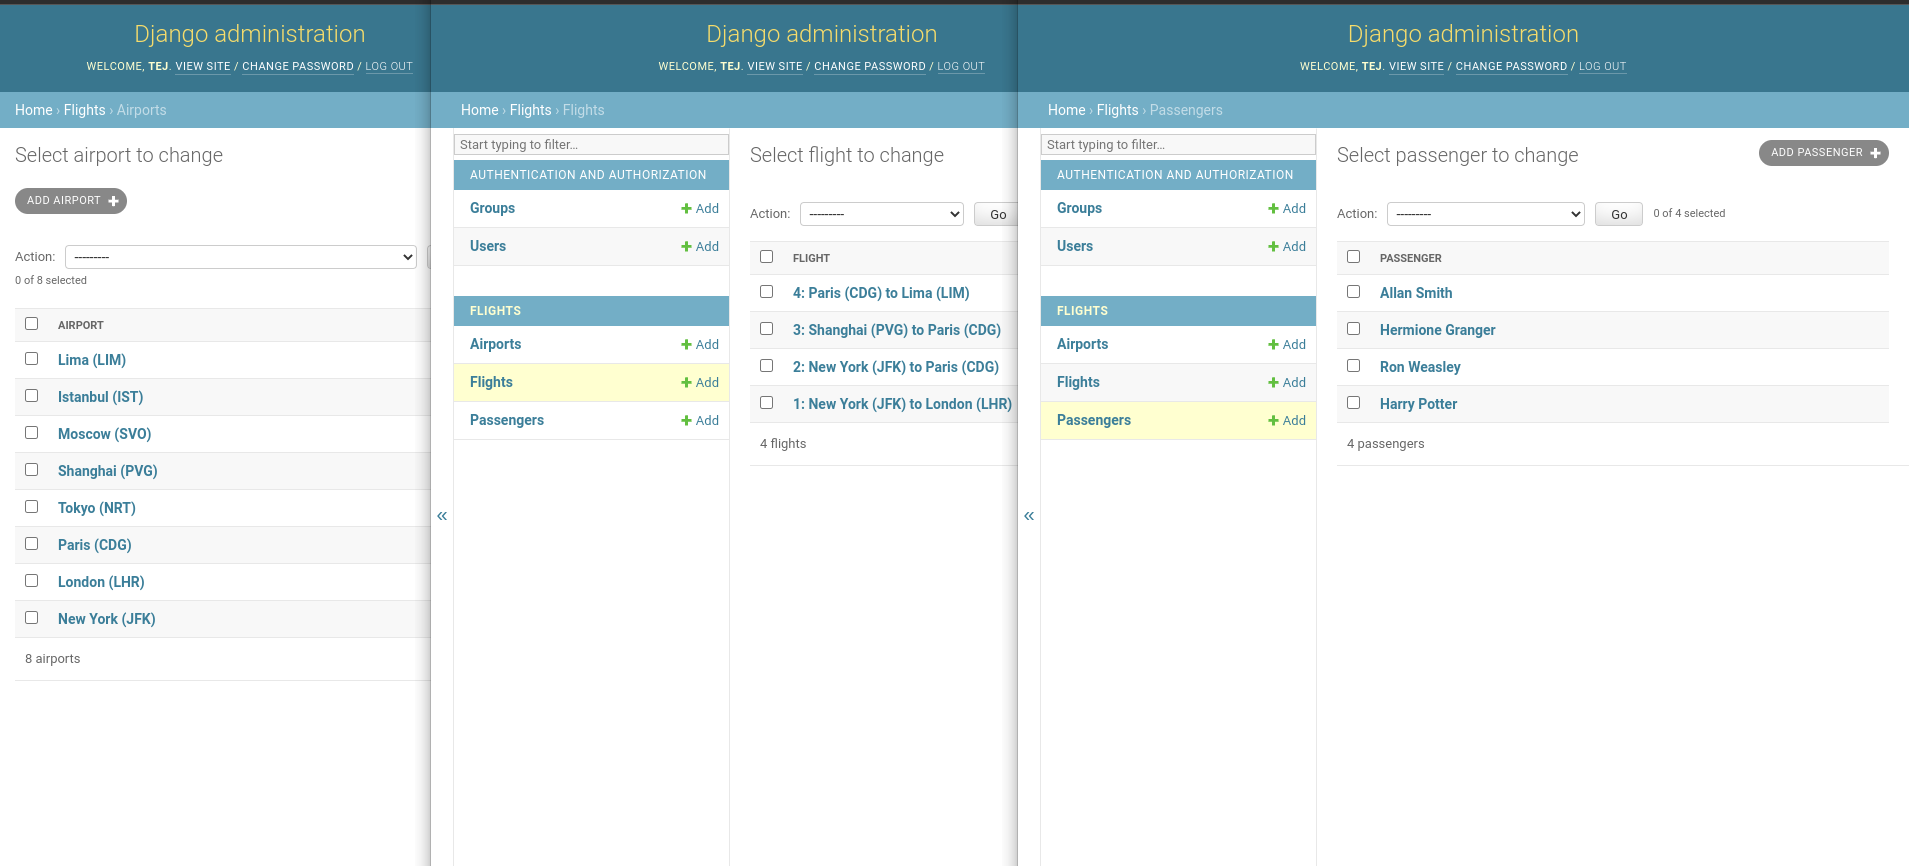 Django administration
WELCOME, TEJ. VIEW SITE / CHANGE PASSWORD / LOG OUT
Home › Flights › Airports
Select airport to change
ADD AIRPORT +
Action: ---------
0 of 8 selected
AIRPORT
Lima (LIM)
Istanbul (IST)
Moscow (SVO)
Shanghai (PVG)
Tokyo (NRT)
Paris (CDG)
London (LHR)
New York (JFK)
8 airports
Django administration
WELCOME, TEJ. VIEW SITE / CHANGE PASSWORD / LOG OUT
Home › Flights › Flights
Start typing to filter…
AUTHENTICATION AND AUTHORIZATION
Groups + Add
Users + Add
FLIGHTS
Airports + Add
Flights + Add
Passengers + Add
«
Select flight to change
Action: --------- Go
FLIGHT
4: Paris (CDG) to Lima (LIM)
3: Shanghai (PVG) to Paris (CDG)
2: New York (JFK) to Paris (CDG)
1: New York (JFK) to London (LHR)
4 flights
Django administration
WELCOME, TEJ. VIEW SITE / CHANGE PASSWORD / LOG OUT
Home › Flights › Passengers
Start typing to filter…
AUTHENTICATION AND AUTHORIZATION
Groups + Add
Users + Add
FLIGHTS
Airports + Add
Flights + Add
Passengers + Add
«
Select passenger to change
ADD PASSENGER +
Action: --------- Go 0 of 4 selected
PASSENGER
Allan Smith
Hermione Granger
Ron Weasley
Harry Potter
4 passengers